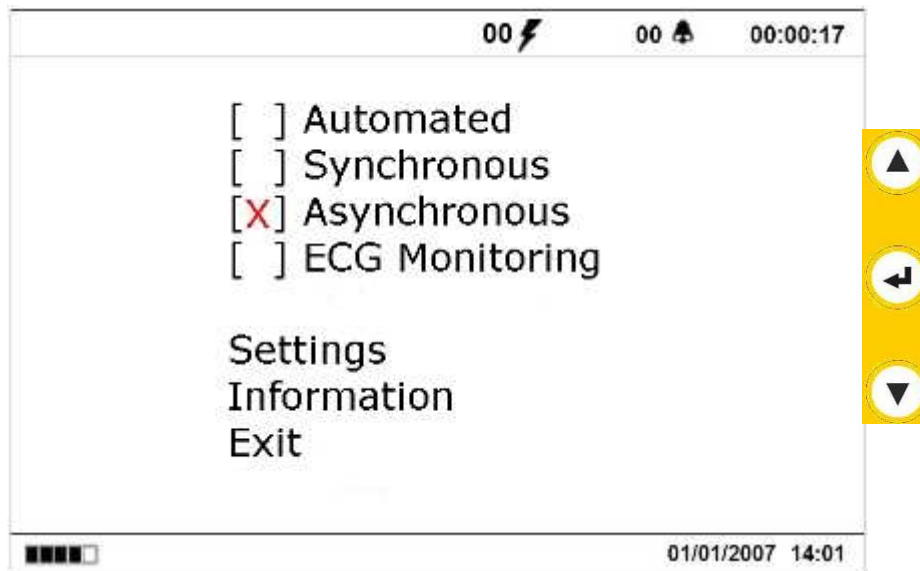 00 00 00:00:17
[ ] Automated
[ ] Synchronous
[X] Asynchronous
[ ] ECG Monitoring
Settings
Information
Exit
01/01/2007 14:01